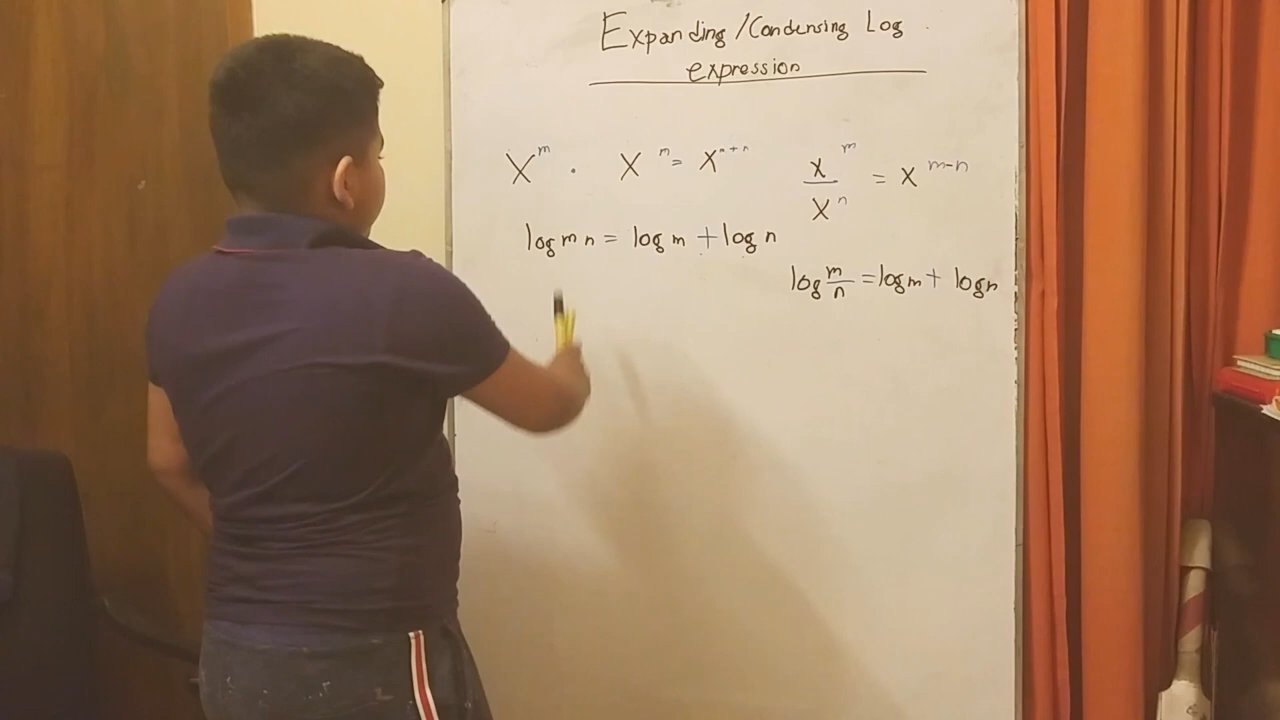 Expanding/Condensing Log
expression
X^m . X^n = X^m+n
x^m / X^n = X^m-n
log mn = log m + log n
log m/n = log m + log n